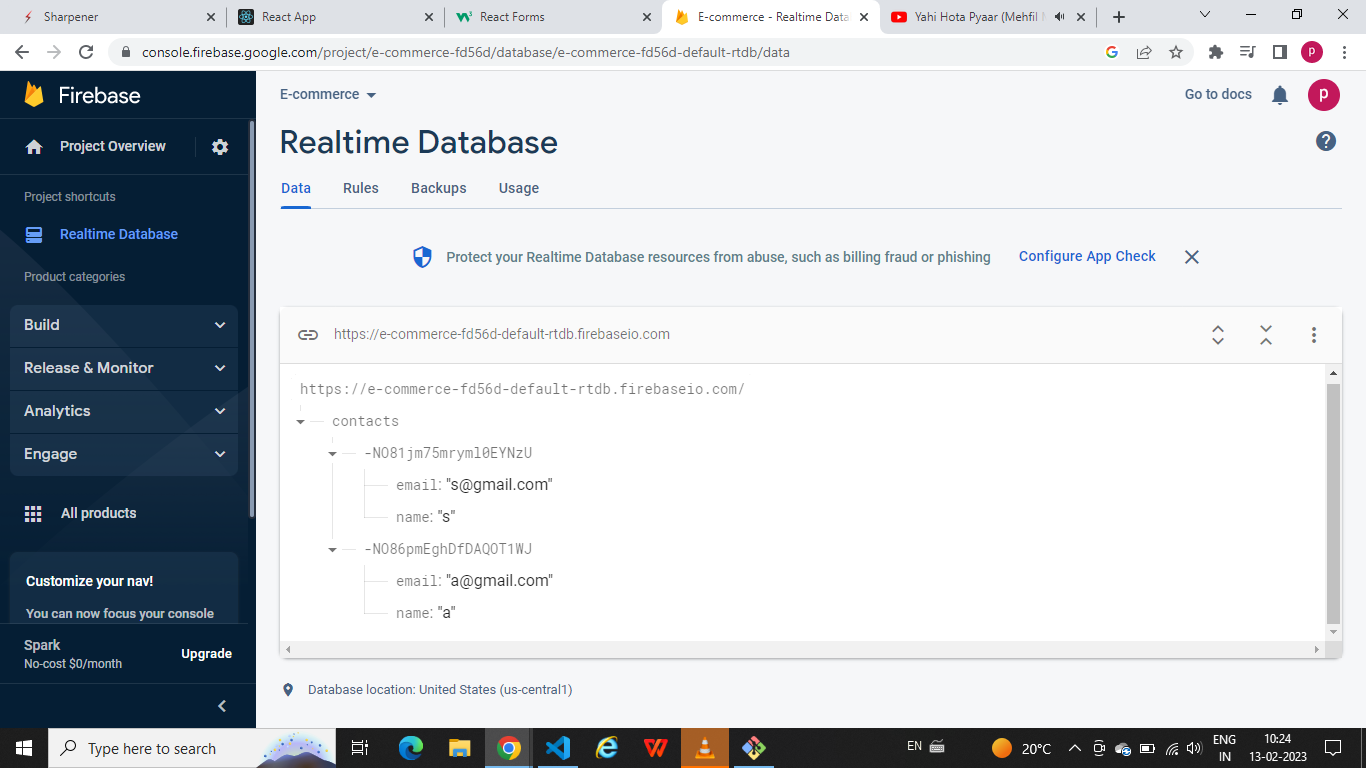 Sharpener
React App
React Forms
E-commerce - Realtime Data
Yahi Hota Pyaar (Mehfil
console.firebase.google.com/project/e-commerce-fd56d/database/e-commerce-fd56d-default-rtdb/data
P
Firebase
E-commerce
Go to docs
p
Project Overview
Realtime Database
Data
Rules
Backups
Usage
Project shortcuts
Realtime Database
Product categories
Build
Release & Monitor
Analytics
Engage
All products
Customize your nav!
You can now focus your console
Spark
No-cost $0/month
Upgrade
Protect your Realtime Database resources from abuse, such as billing fraud or phishing
Configure App Check
https://e-commerce-fd56d-default-rtdb.firebaseio.com
https://e-commerce-fd56d-default-rtdb.firebaseio.com/
contacts
-NO81jm75mryml0EYNzU
email: "s@gmail.com"
name: "s"
-NO86pmEghDfDAQOT1WJ
email: "a@gmail.com"
name: "a"
Database location: United States (us-central1)
Type here to search
EN
20°C
ENG
IN
10:24
13-02-2023